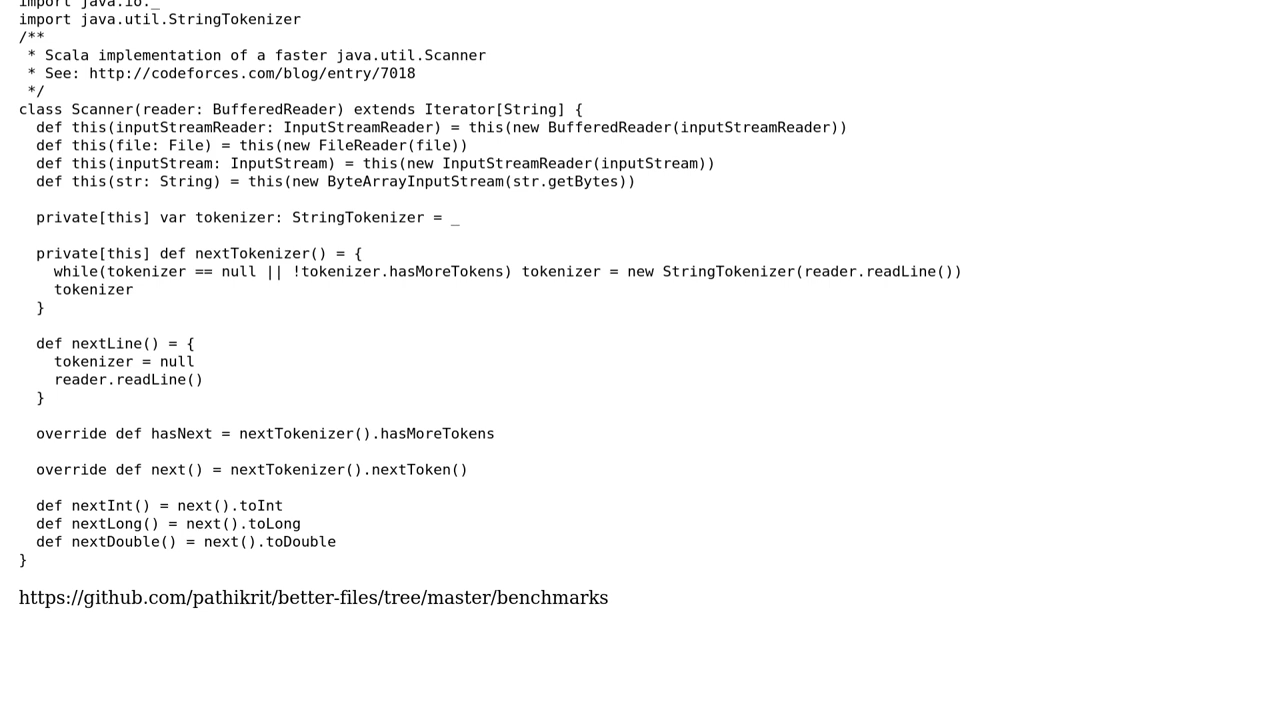 import java.io._
import java.util.StringTokenizer
/**
 * Scala implementation of a faster java.util.Scanner
 * See: http://codeforces.com/blog/entry/7018
 */
class Scanner(reader: BufferedReader) extends Iterator[String] {
  def this(inputStreamReader: InputStreamReader) = this(new BufferedReader(inputStreamReader))
  def this(file: File) = this(new FileReader(file))
  def this(inputStream: InputStream) = this(new InputStreamReader(inputStream))
  def this(str: String) = this(new ByteArrayInputStream(str.getBytes))

  private[this] var tokenizer: StringTokenizer = _

  private[this] def nextTokenizer() = {
    while(tokenizer == null || !tokenizer.hasMoreTokens) tokenizer = new StringTokenizer(reader.readLine())
    tokenizer
  }

  def nextLine() = {
    tokenizer = null
    reader.readLine()
  }

  override def hasNext = nextTokenizer().hasMoreTokens

  override def next() = nextTokenizer().nextToken()

  def nextInt() = next().toInt
  def nextLong() = next().toLong
  def nextDouble() = next().toDouble
}
https://github.com/pathikrit/better-files/tree/master/benchmarks